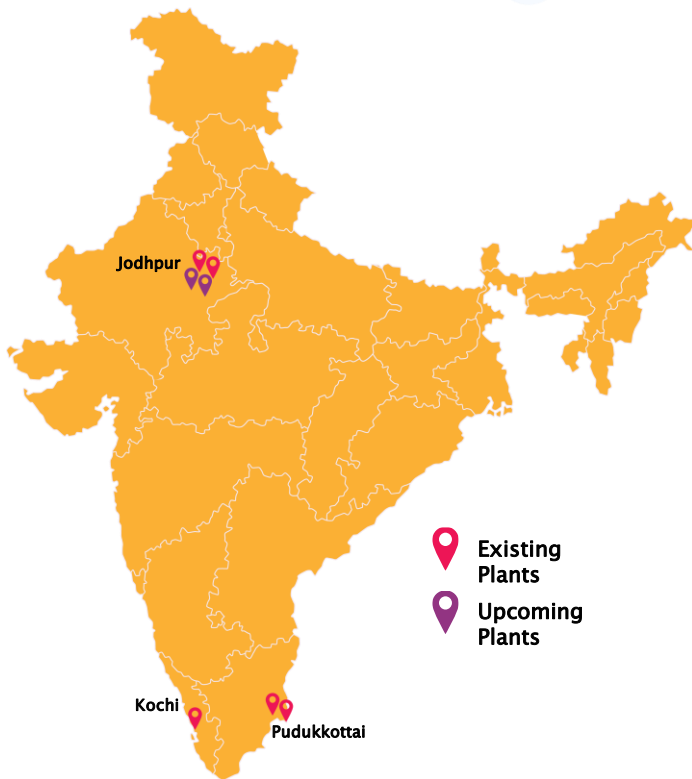 Jodhpur
Existing
Plants
Upcoming
Plants
Kochi
Pudukkottai